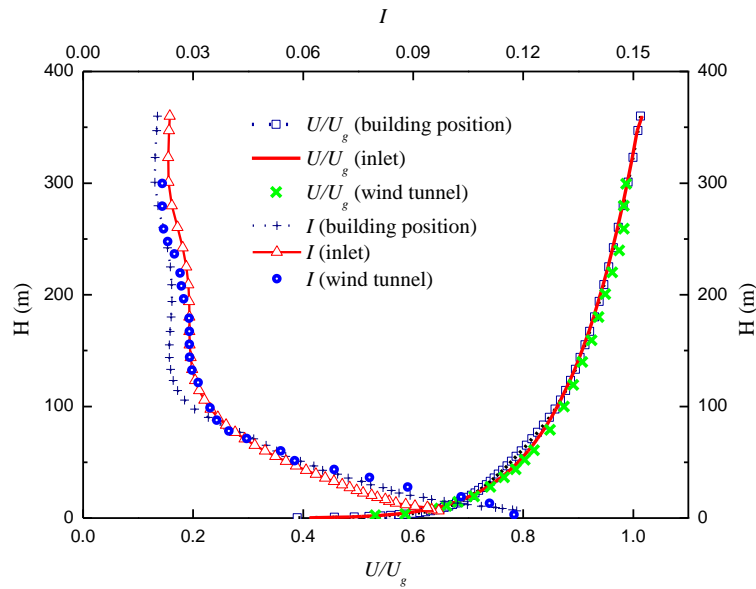 I
0.00 0.03 0.06 0.09 0.12 0.15
400 400
U/Ug (building position)
U/Ug (inlet)
300 300
U/Ug (wind tunnel)
I (building position)
I (inlet)
I (wind tunnel)
H (m) H (m)
200 200
100 100
0 0
0.0 0.2 0.4 0.6 0.8 1.0
U/Ug